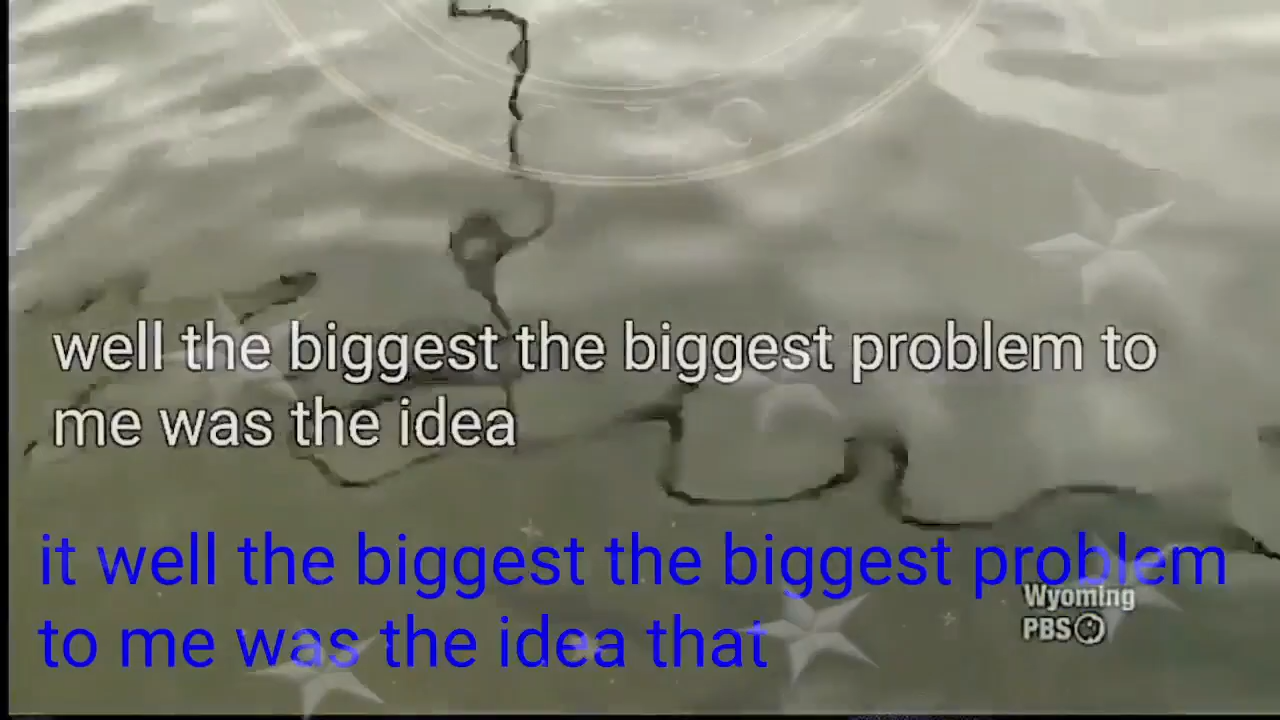 well the biggest the biggest problem to
me was the idea
it well the biggest the biggest problem
to me was the idea that
Wyoming
PBS